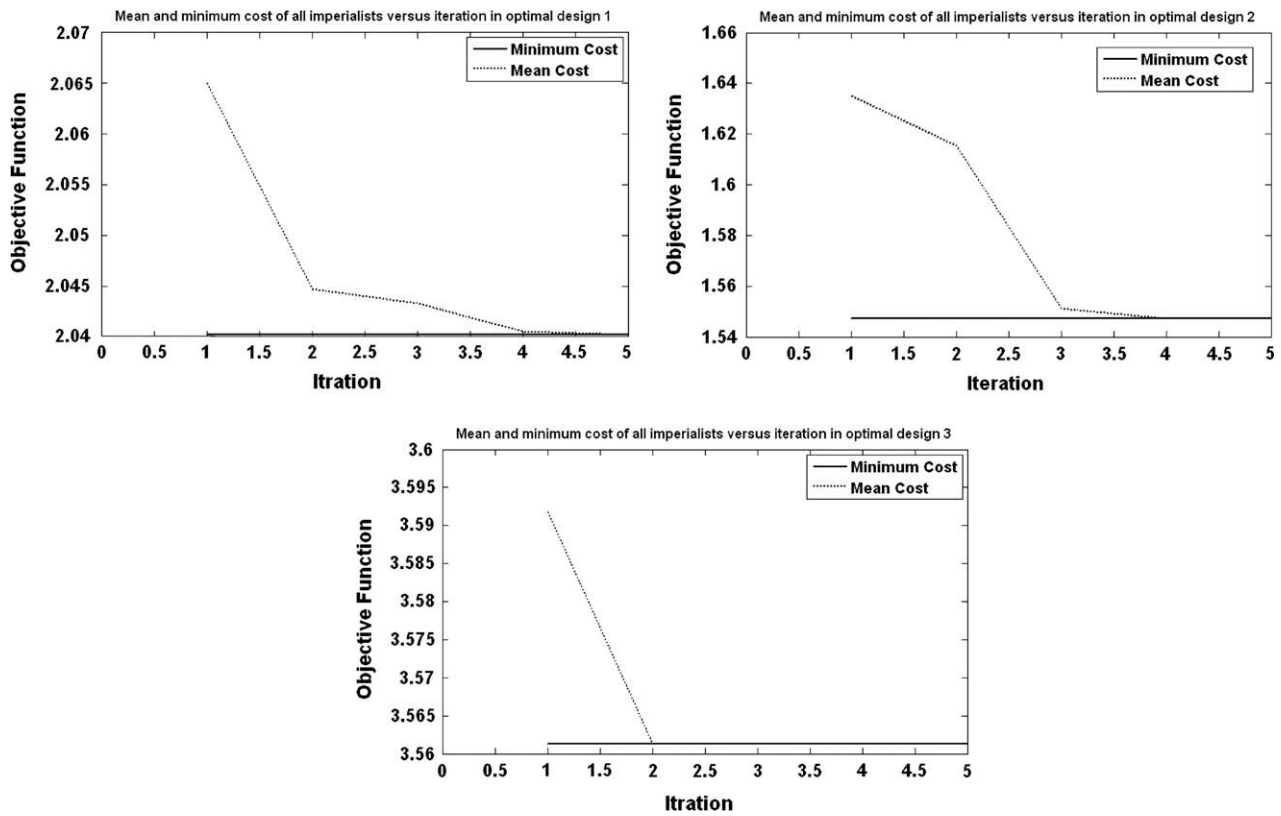 Mean and minimum cost of all imperialists versus iteration in optimal design 1
2.07
2.065
2.06
2.055
2.05
2.045
2.04
Objective Function
Minimum Cost
Mean Cost
0 0.5 1 1.5 2 2.5 3 3.5 4 4.5 5
Itration
Mean and minimum cost of all imperialists versus iteration in optimal design 2
1.66
1.64
1.62
1.6
1.58
1.56
1.54
Objective Function
Minimum Cost
Mean Cost
0 0.5 1 1.5 2 2.5 3 3.5 4 4.5 5
Iteration
Mean and minimum cost of all imperialists versus iteration in optimal design 3
3.6
3.595
3.59
3.585
3.58
3.575
3.57
3.565
3.56
Objective Function
Minimum Cost
Mean Cost
0 0.5 1 1.5 2 2.5 3 3.5 4 4.5 5
Itration